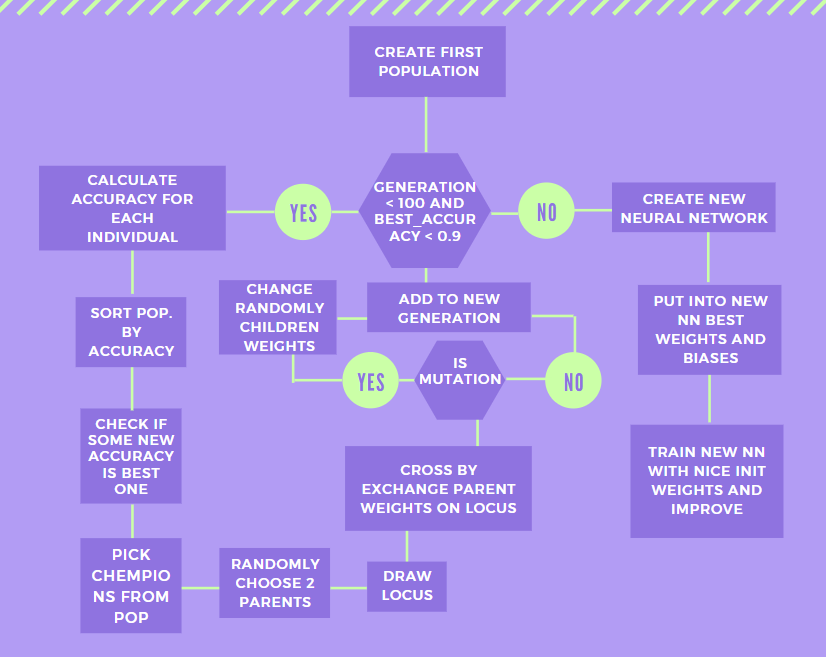 CREATE FIRST
POPULATION
GENERATION
< 100 AND
BEST_ACCUR
ACY < 0.9
YES
NO
CALCULATE
ACCURACY FOR
EACH
INDIVIDUAL
CREATE NEW
NEURAL NETWORK
SORT POP.
BY
ACCURACY
CHANGE
RANDOMLY
CHILDREN
WEIGHTS
ADD TO NEW
GENERATION
PUT INTO NEW
NN BEST
WEIGHTS AND
BIASES
YES
IS
MUTATION
NO
CHECK IF
SOME NEW
ACCURACY
IS BEST
ONE
CROSS BY
EXCHANGE PARENT
WEIGHTS ON LOCUS
TRAIN NEW NN
WITH NICE INIT
WEIGHTS AND
IMPROVE
PICK
CHEMPIO
NS FROM
POP
RANDOMLY
CHOOSE 2
PARENTS
DRAW
LOCUS